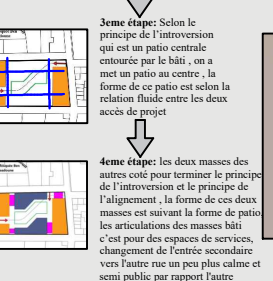 3eme étape: Selon le
principe de l'introversion
qui est un patio centrale
entourée par le bâti , on a
met un patio au centre , la
forme de ce patio est selon la
relation fluide entre les deux
accès de projet
4eme étape: les deux masses des
autres coté pour terminer le principe
de l'introversion et le principe de
l'alignement , la forme de ces deux
masses est suivant la forme de patio,
les articulations des masses bâti
c'est pour des espaces de services,
changement de l'entrée secondaire
vers l'autre rue un peu plus calme et
semi public par rapport l'autre